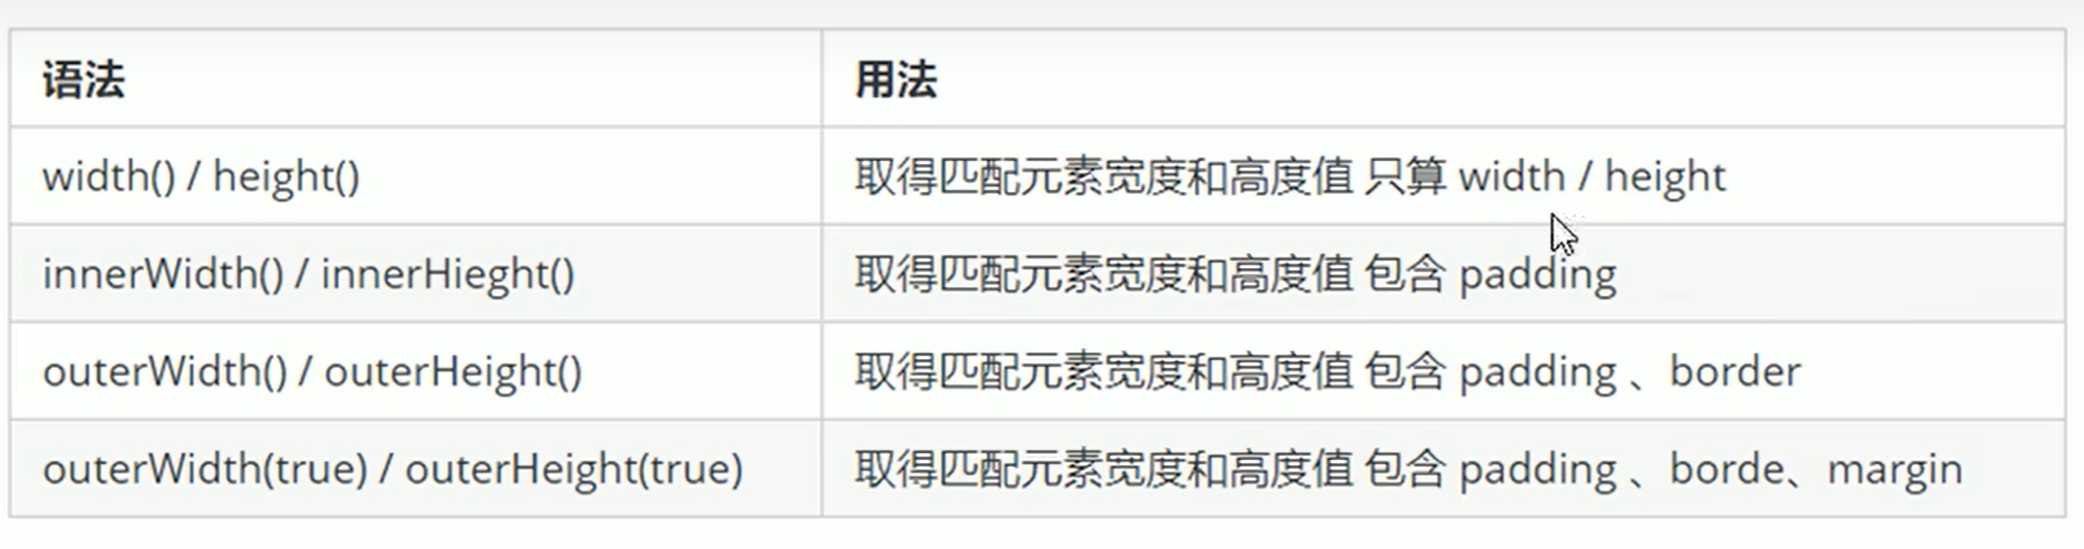 语法 用法
width() / height() 取得匹配元素宽度和高度值 只算 width / height
innerWidth() / innerHieght() 取得匹配元素宽度和高度值 包含 padding
outerWidth() / outerHeight() 取得匹配元素宽度和高度值 包含 padding 、border
outerWidth(true) / outerHeight(true) 取得匹配元素宽度和高度值 包含 padding 、borde、margin